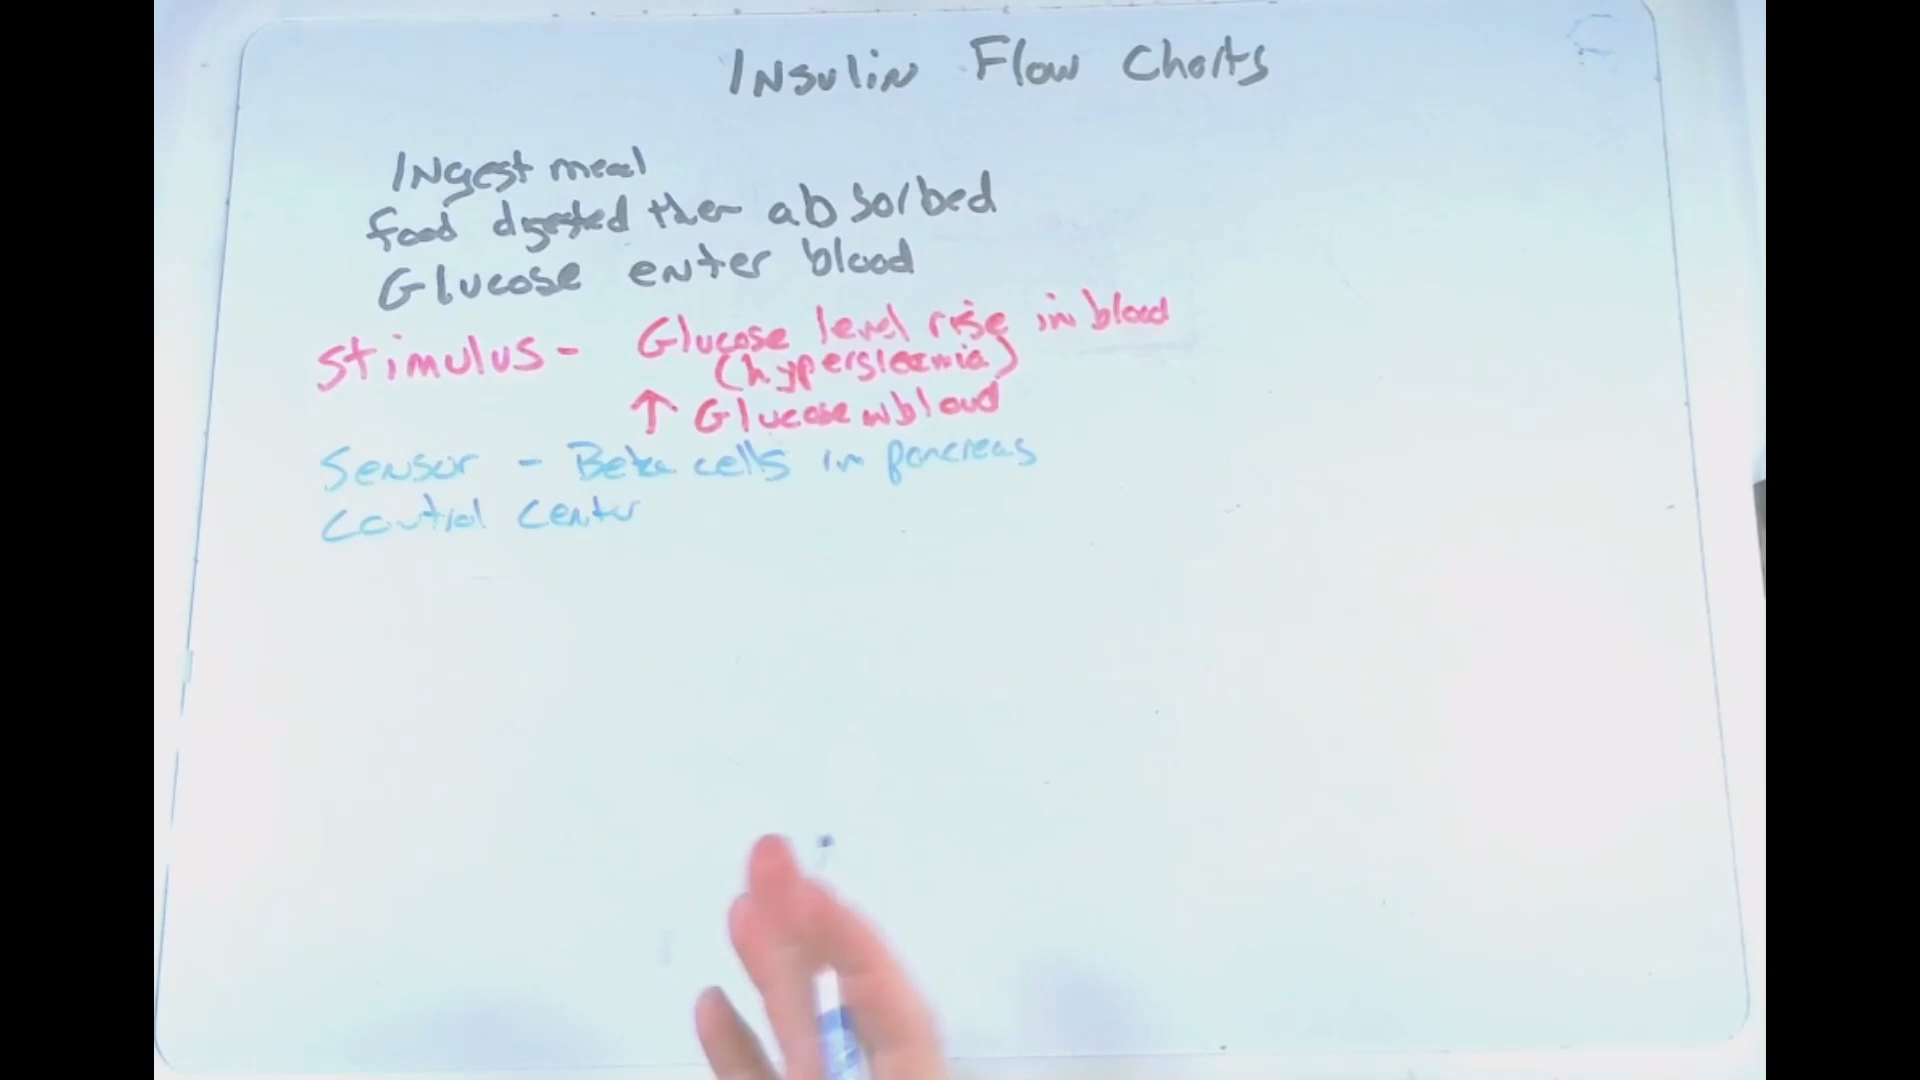 Insulin Flow Charts
Ingest meal
food digested then absorbed
Glucose enter blood
Stimulus - Glucose level rise in blood
(hyperglecmia)
↑ Glucose in blood
Sensor - Beta cells in pancreas
Control center